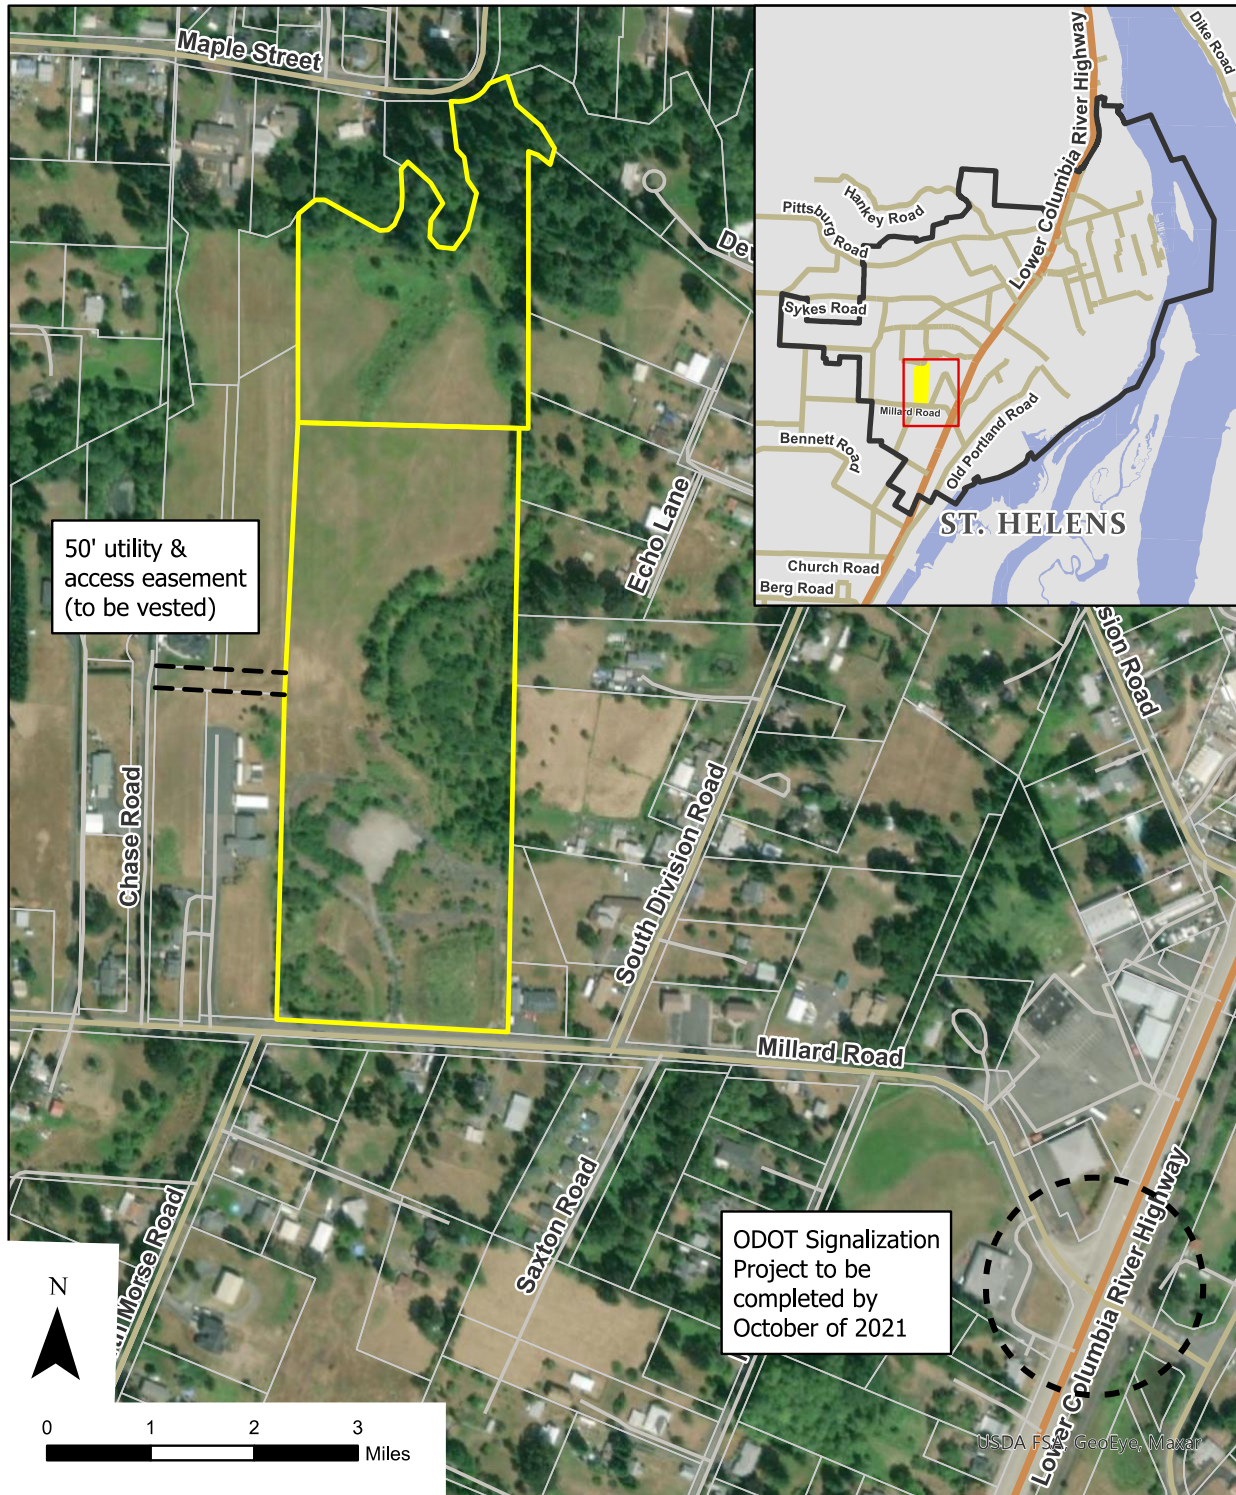 Maple Street
Lower Columbia River Highway
Dike Road
Hankey Road
Pittsburg Road
Sykes Road
Millard Road
Bennett Road
Old Portland Road
ST. HELENS
Church Road
Berg Road
50' utility &
access easement
(to be vested)
Echo Lane
Chase Road
South Division Road
Road
Millard Road
Saxton Road
Morse Road
ODOT Signalization
Project to be
completed by
October of 2021
Lower Columbia River Highway
N
0 1 2 3
Miles
USDA FSA, GeoEye, Maxar